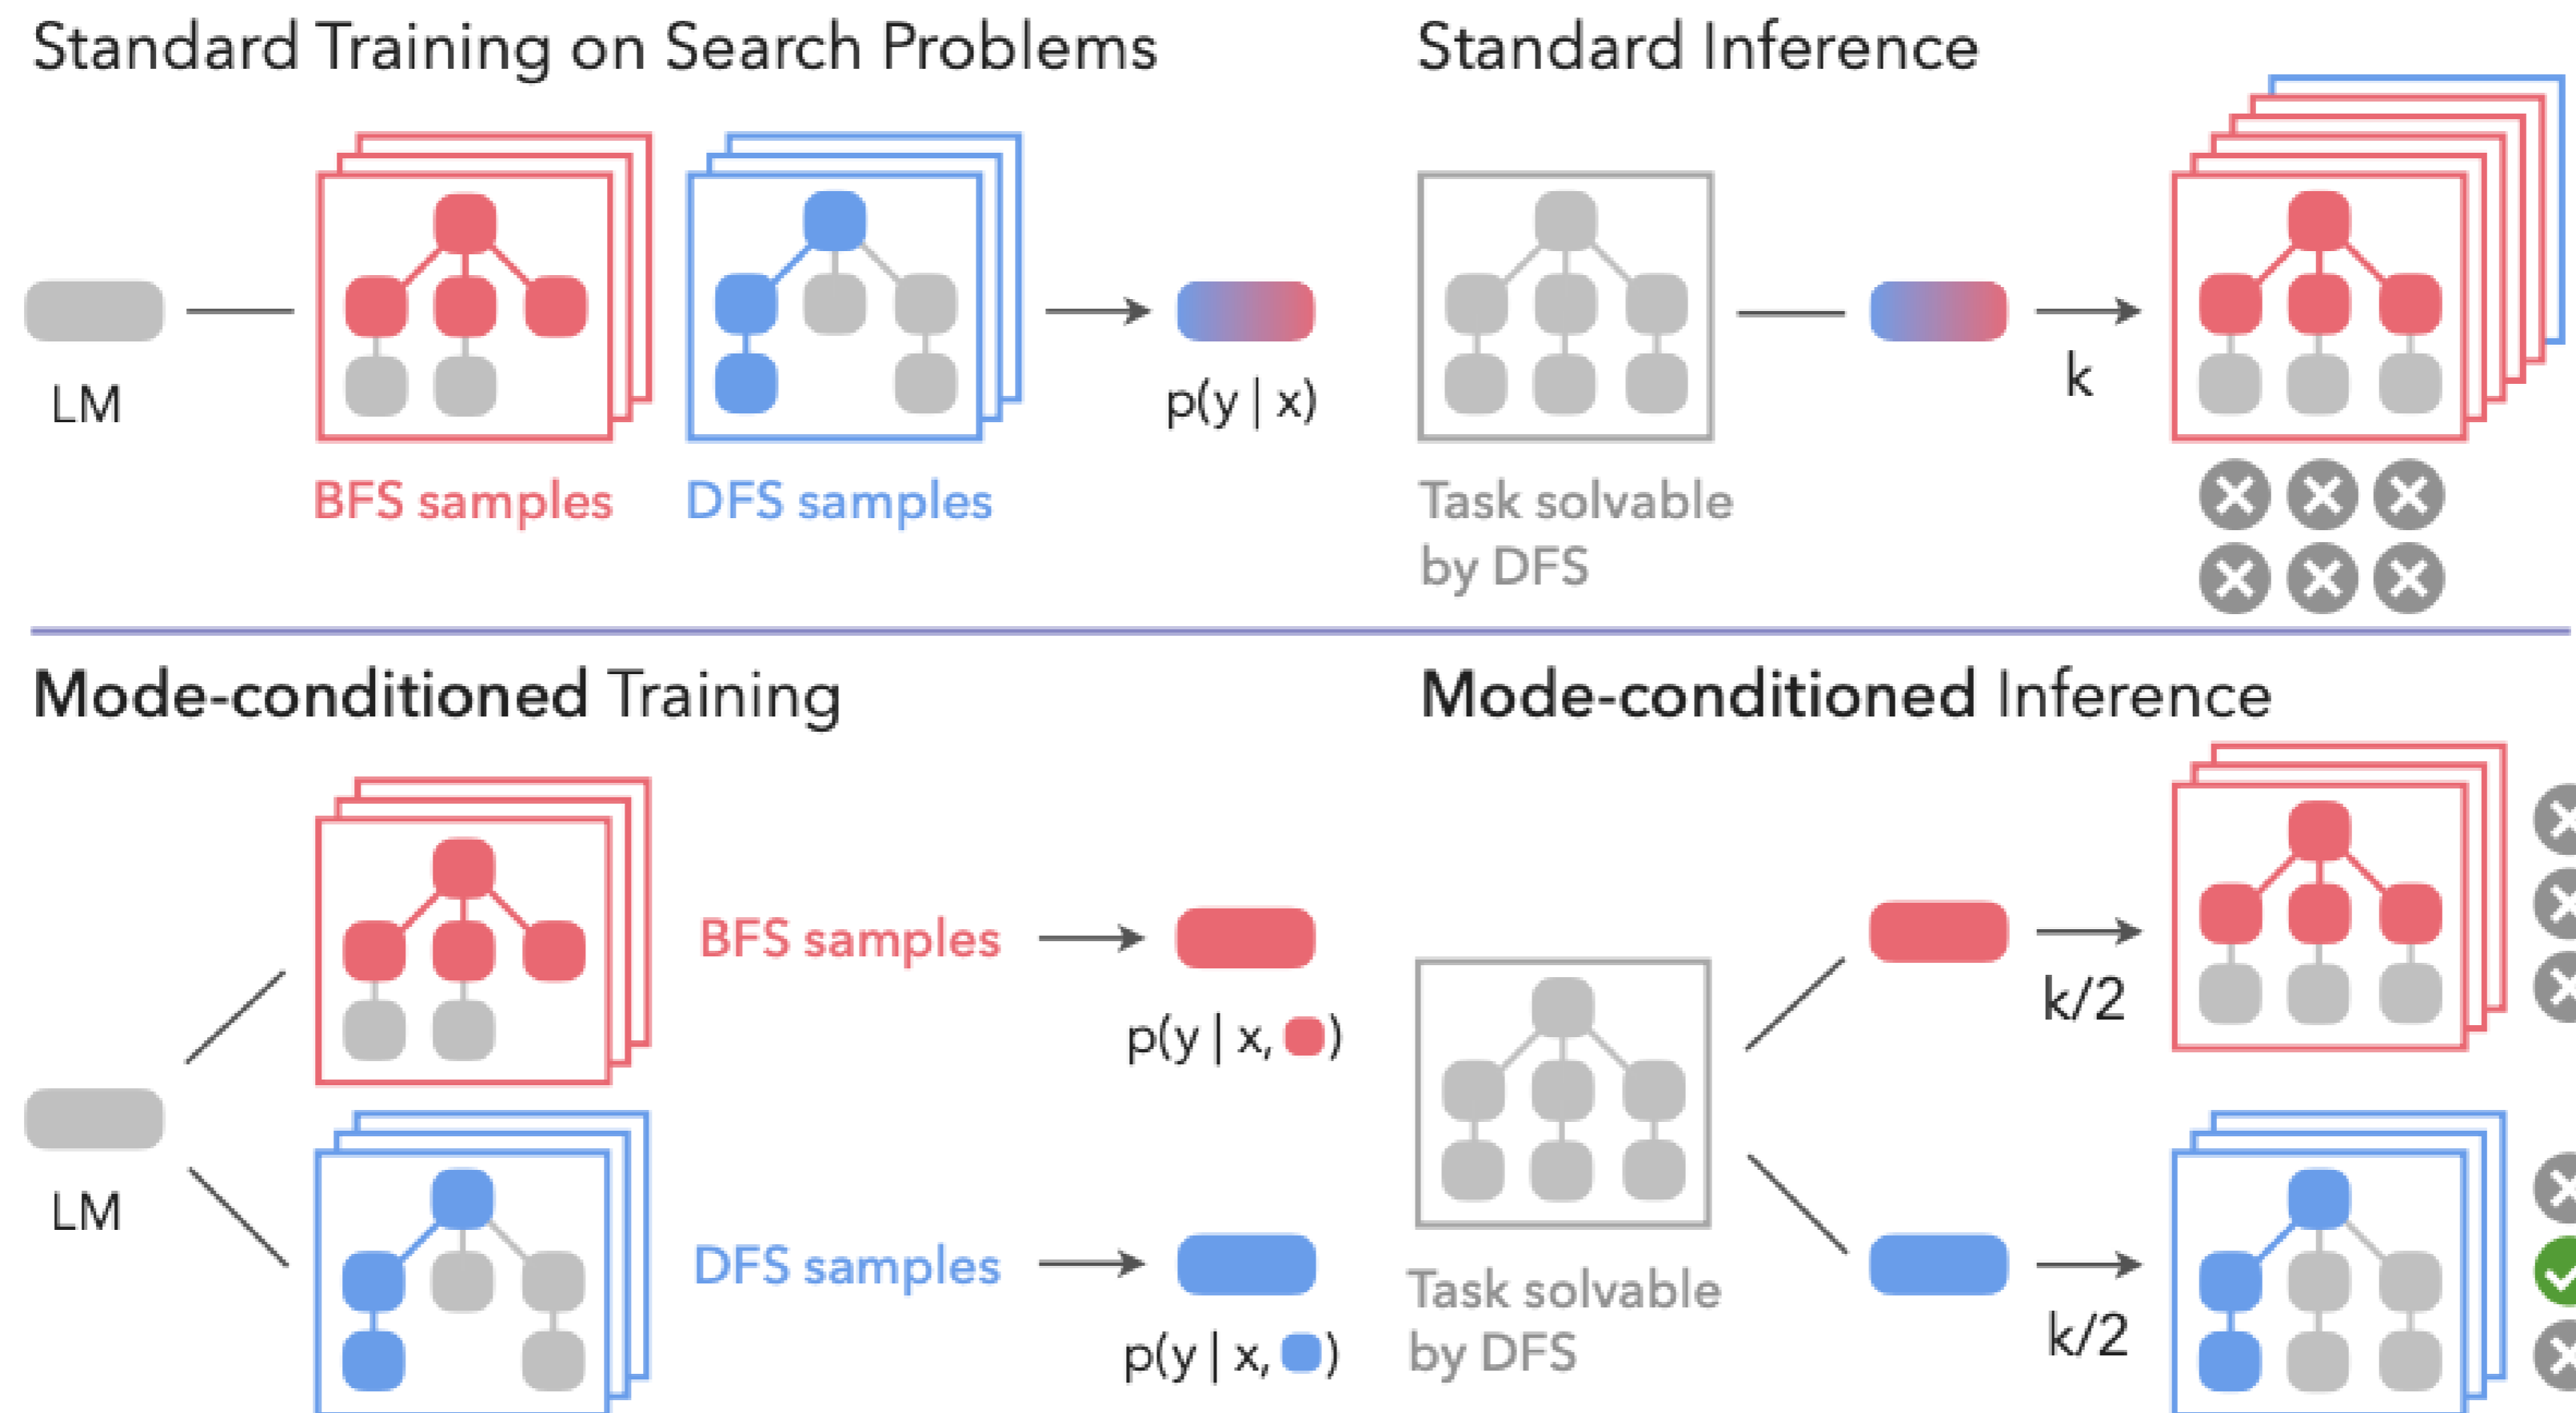 Standard Training on Search Problems
Standard Inference
LM
p(y | x)
k
BFS samples
DFS samples
Task solvable
by DFS
Mode-conditioned Training
Mode-conditioned Inference
BFS samples
p(y | x, )
k/2
LM
DFS samples
p(y | x, )
Task solvable
by DFS
k/2